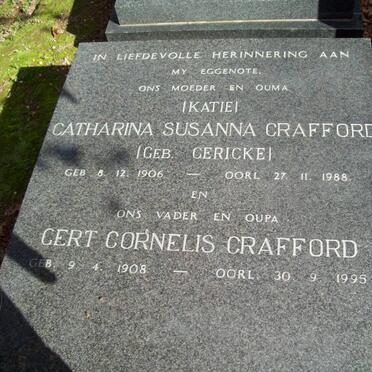 IN LIEFDEVOLLE HERINNERING AAN
MY EGGENOTE,
ONS MOEDER EN OUMA
(KATIE)
CATHARINA SUSANNA CRAFFORD
(GEB. GERICKE)
GEB. 8. 12. 1906 — OORL. 27. 11. 1988
EN
ONS VADER EN OUPA
GERT CORNELIS CRAFFORD
GEB. 9. 4. 1908 — OORL. 30. 9. 1995